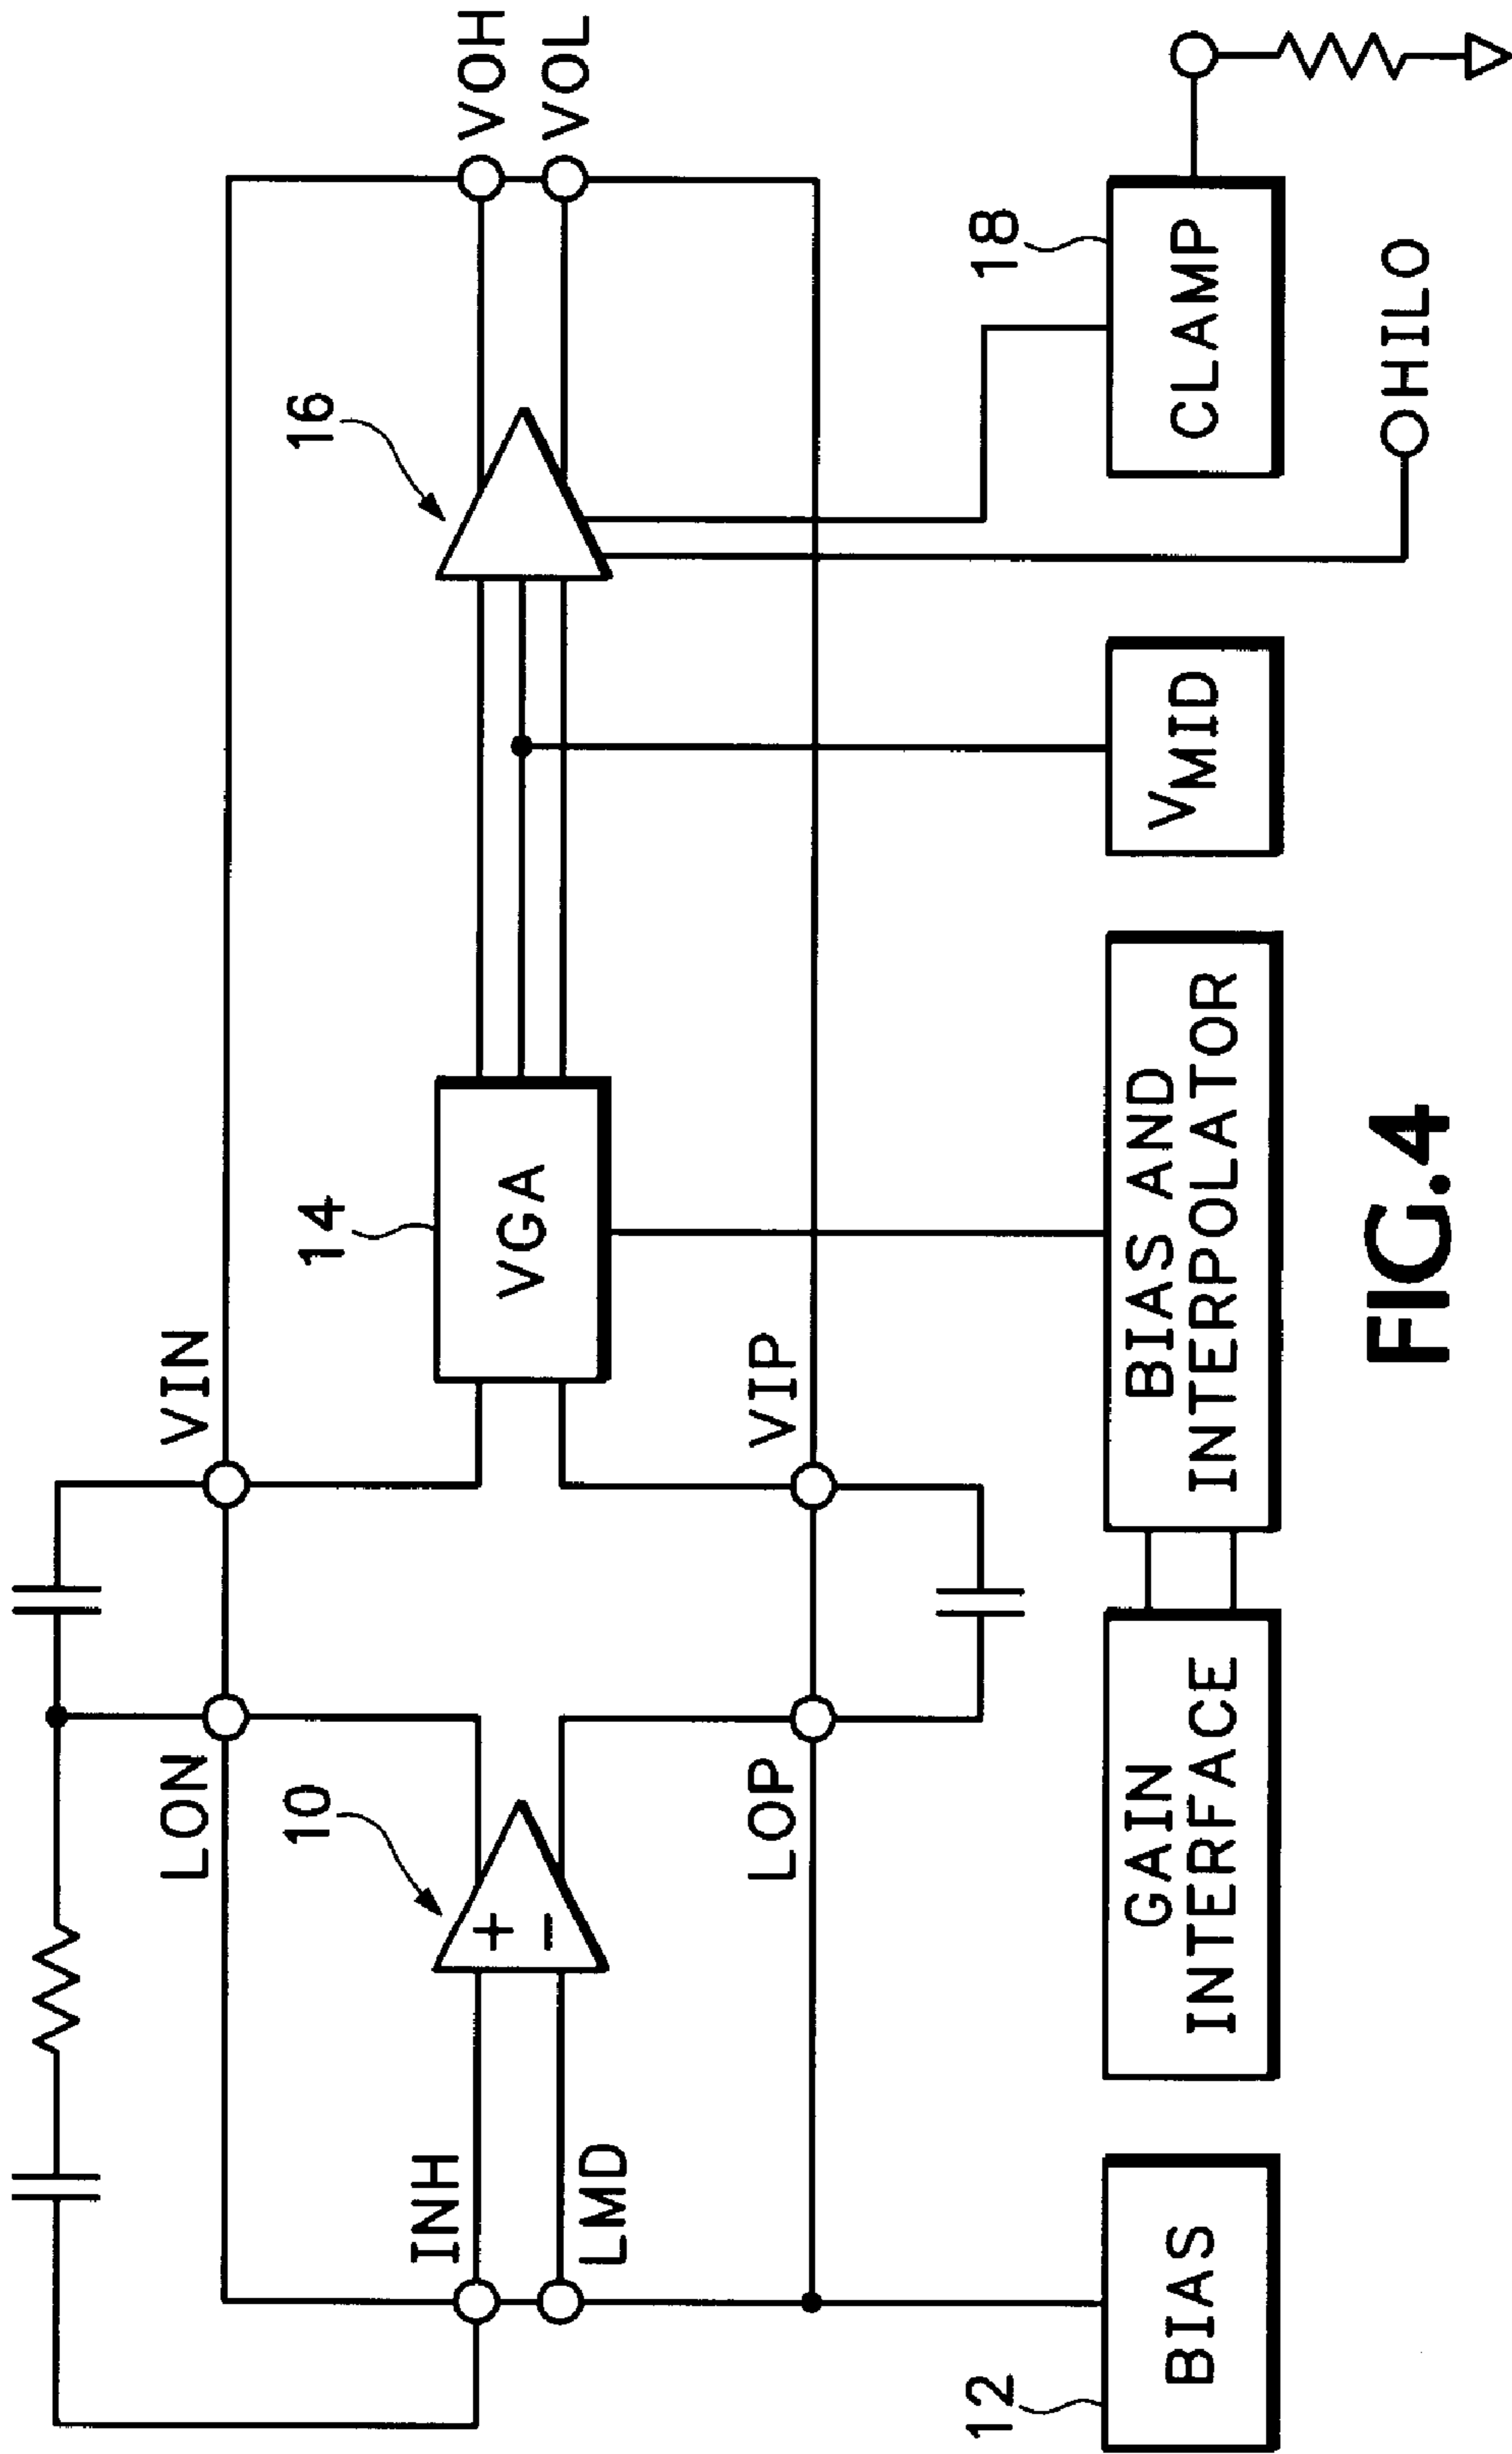 LON
VIN
10
14
16
INH
+
-
LMD
VGA
VOH
VOL
LOP
VIP
12
BIAS
GAIN
INTERFACE
BIAS AND
INTERPOLATOR
VMID
18
CLAMP
HILO
FIG.4